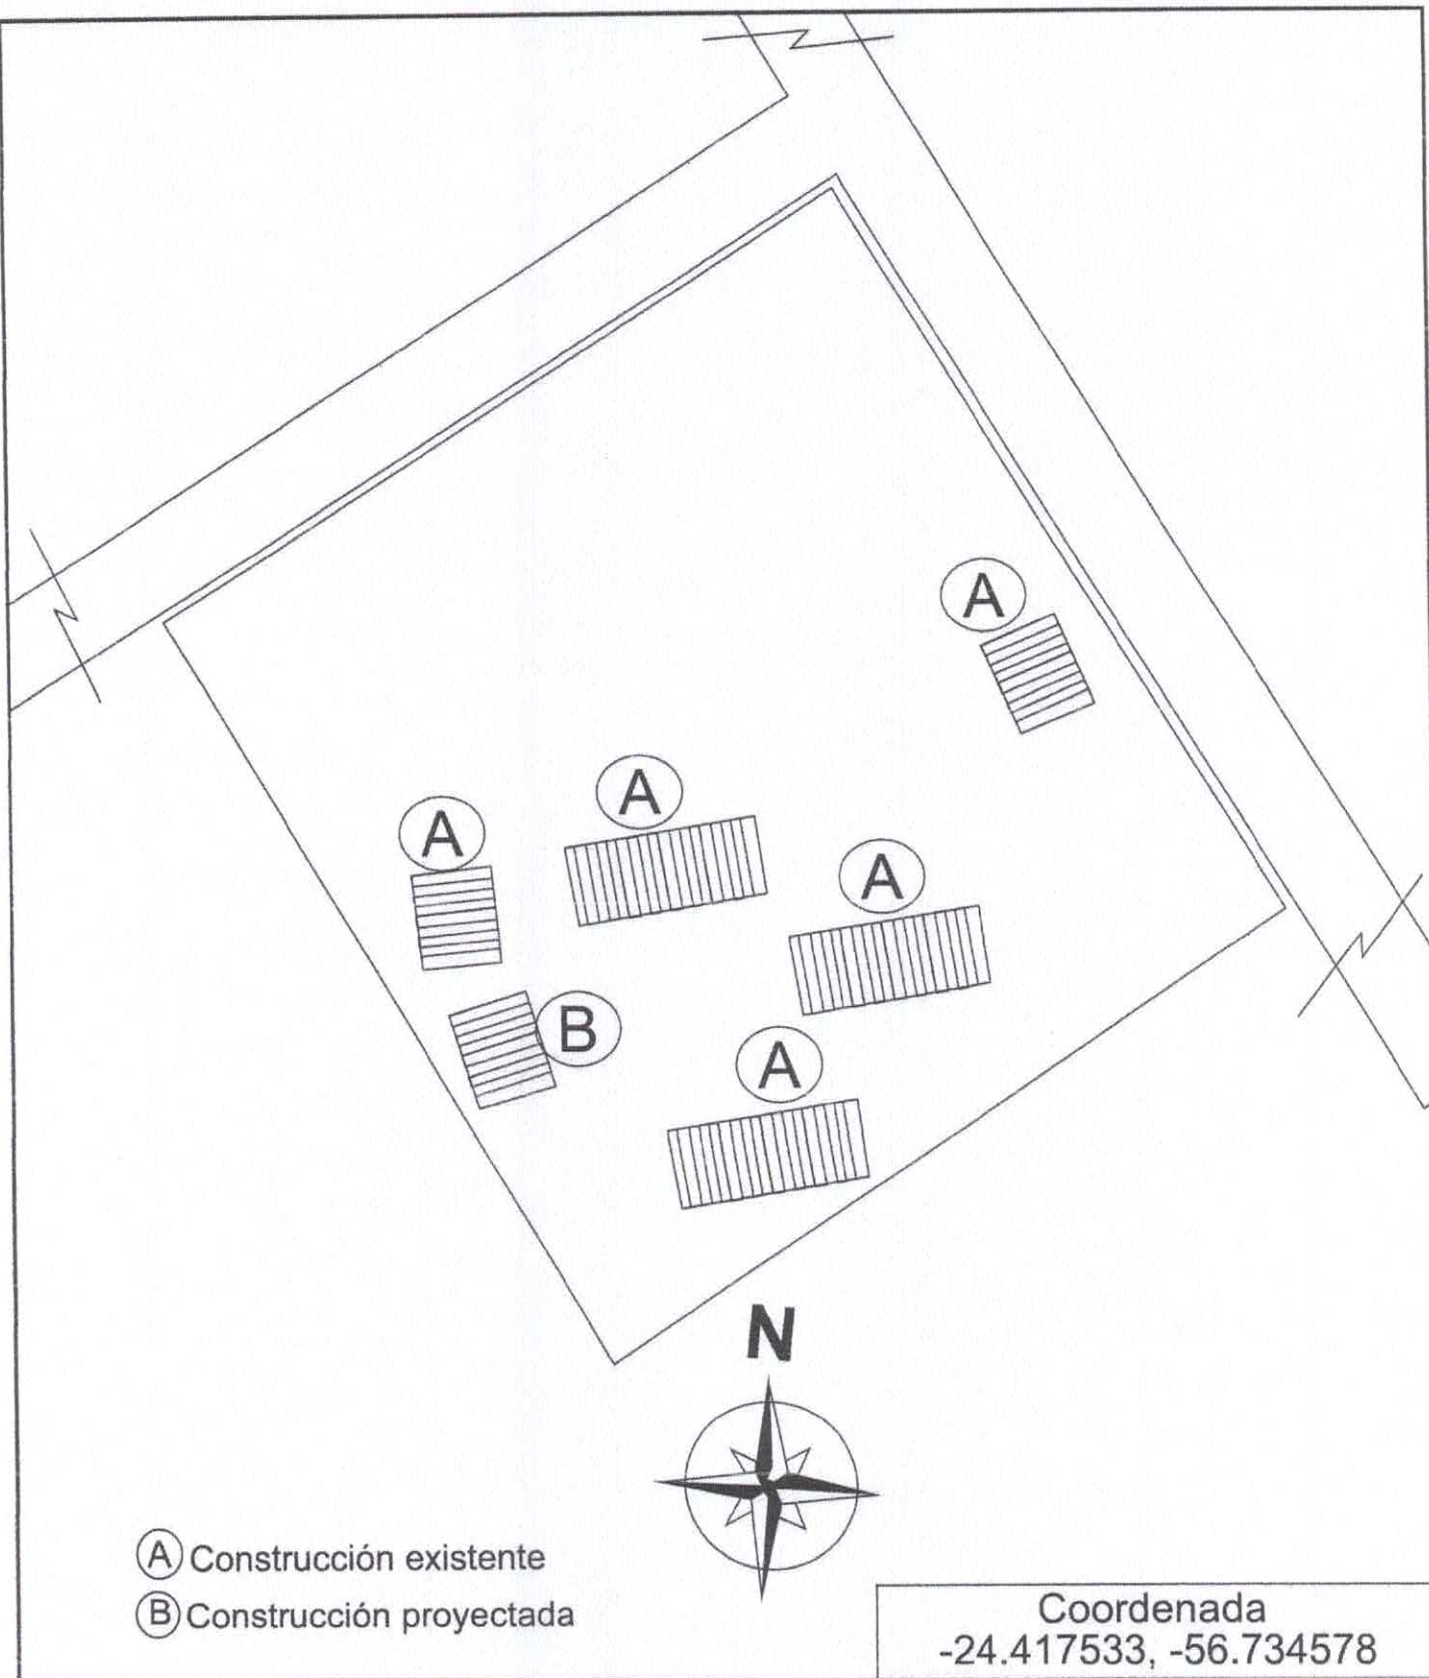 A
A
A
A
B
A
N
A Construcción existente
B Construcción proyectada
Coordenada
-24.417533, -56.734578